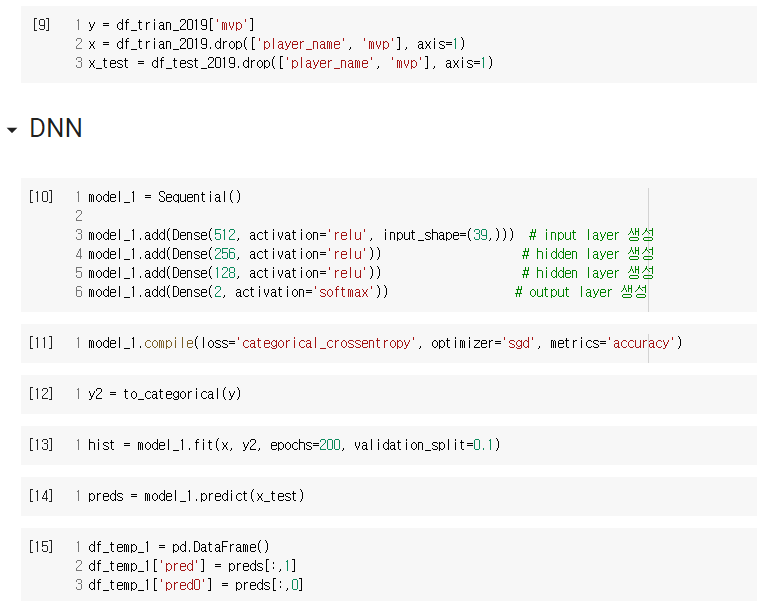 [9] 1 y = df_trian_2019['mvp']
2 x = df_trian_2019.drop(['player_name', 'mvp'], axis=1)
3 x_test = df_test_2019.drop(['player_name', 'mvp'], axis=1)
DNN
[10] 1 model_1 = Sequential()
2
3 model_1.add(Dense(512, activation='relu', input_shape=(39,))) # input layer 생성
4 model_1.add(Dense(256, activation='relu')) # hidden layer 생성
5 model_1.add(Dense(128, activation='relu')) # hidden layer 생성
6 model_1.add(Dense(2, activation='softmax')) # output layer 생성
[11] 1 model_1.compile(loss='categorical_crossentropy', optimizer='sgd', metrics='accuracy')
[12] 1 y2 = to_categorical(y)
[13] 1 hist = model_1.fit(x, y2, epochs=200, validation_split=0.1)
[14] 1 preds = model_1.predict(x_test)
[15] 1 df_temp_1 = pd.DataFrame()
2 df_temp_1['pred'] = preds[:,1]
3 df_temp_1['pred0'] = preds[:,0]